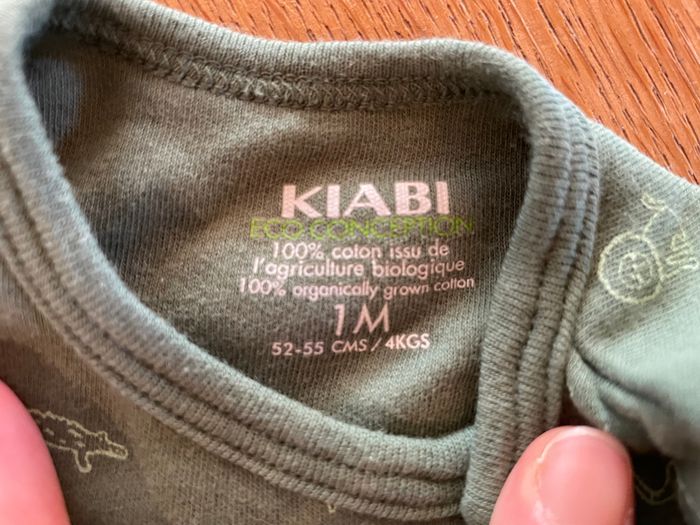 KIABI
ECO-CONCEPTION
100% coton issu de
l'agriculture biologique
100% organically grown cotton
1M
52-55 CMS / 4KGS